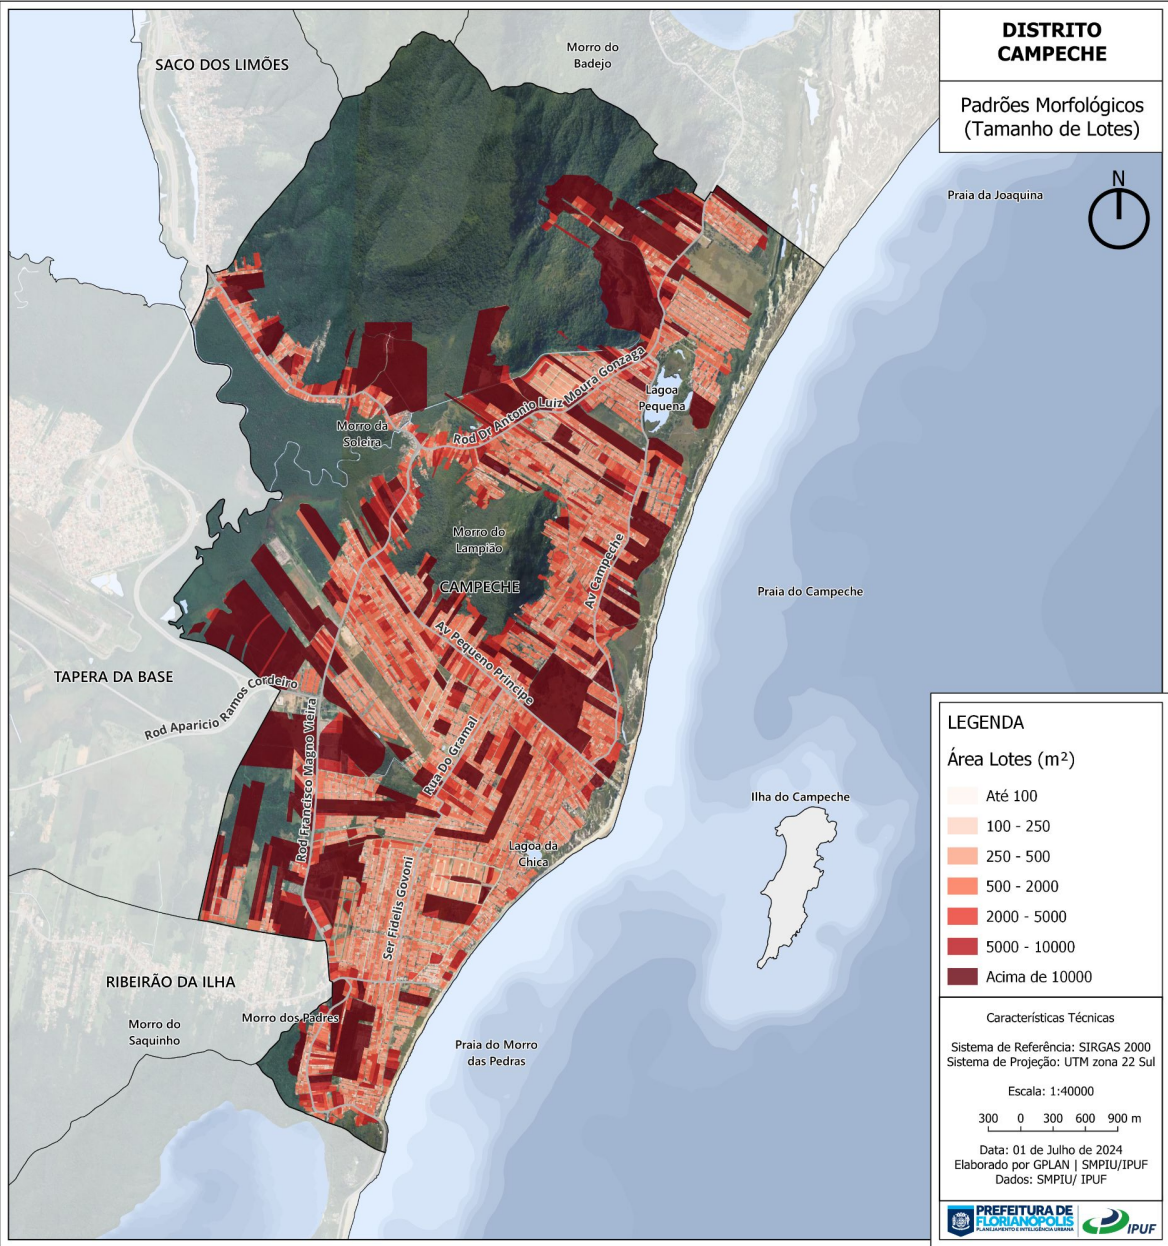 DISTRITO
CAMPECHE
Padrões Morfológicos
(Tamanho de Lotes)
N
SACO DOS LIMÕES
Morro do
Badejo
Praia da Joaquina
Rod Dr Antonio Luiz Moura Gonzaga
Lagoa
Pequena
Morro da
Soleira
Morro do
Lampião
CAMPECHE
Av Campeche
Praia do Campeche
Av Pequeno Principe
TAPERA DA BASE
Rod Aparicio Ramos Cordeiro
Rod Francisco Magno Vieira
Rua Do Gramal
Ilha do Campeche
Lagoa da
Chica
Ser Fidelis Govoni
RIBEIRÃO DA ILHA
Morro dos Padres
Morro do
Saquinho
Praia do Morro
das Pedras
LEGENDA
Área Lotes (m²)
Até 100
100 - 250
250 - 500
500 - 2000
2000 - 5000
5000 - 10000
Acima de 10000
Características Técnicas
Sistema de Referência: SIRGAS 2000
Sistema de Projeção: UTM zona 22 Sul
Escala: 1:40000
300 0 300 600 900 m
Data: 01 de Julho de 2024
Elaborado por GPLAN | SMPIU/IPUF
Dados: SMPIU/ IPUF
PREFEITURA DE
FLORIANÓPOLIS
PLANEJAMENTO E INTELIGÊNCIA URBANA
IPUF